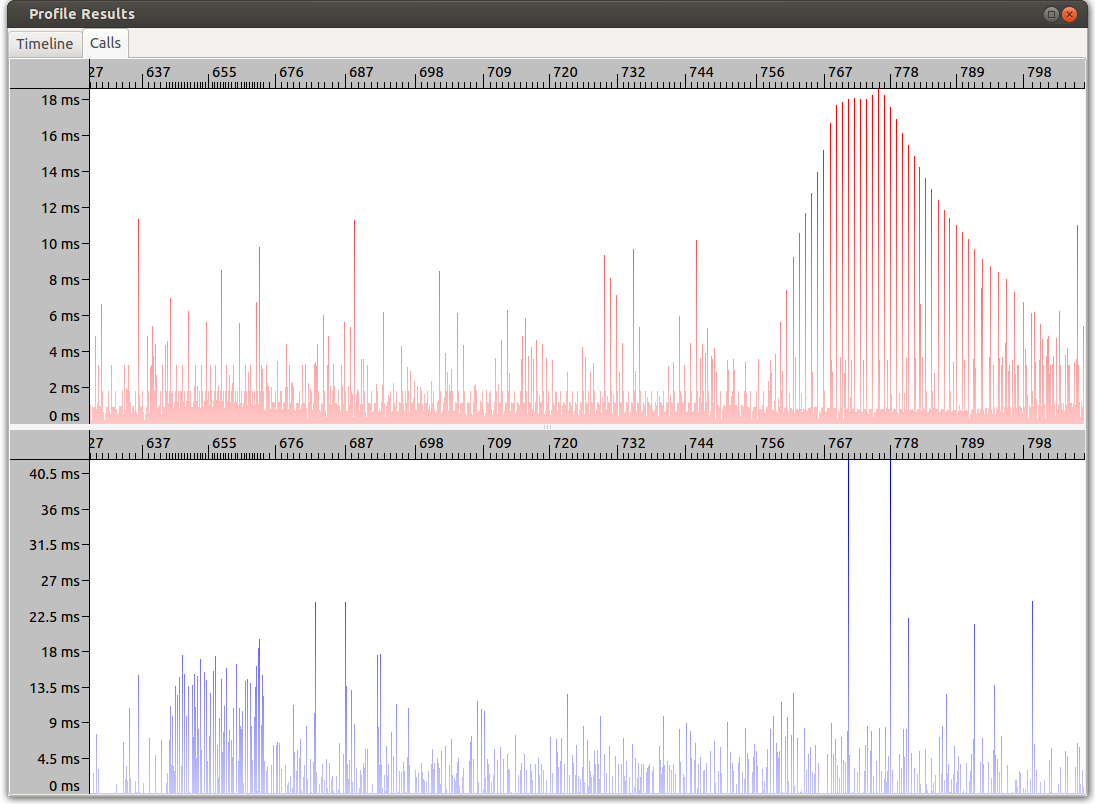 Profile Results
Timeline Calls
27 637 655 676 687 698 709 720 732 744 756 767 778 789 798
18 ms
16 ms
14 ms
12 ms
10 ms
8 ms
6 ms
4 ms
2 ms
0 ms
27 637 655 676 687 698 709 720 732 744 756 767 778 789 798
40.5 ms
36 ms
31.5 ms
27 ms
22.5 ms
18 ms
13.5 ms
9 ms
4.5 ms
0 ms